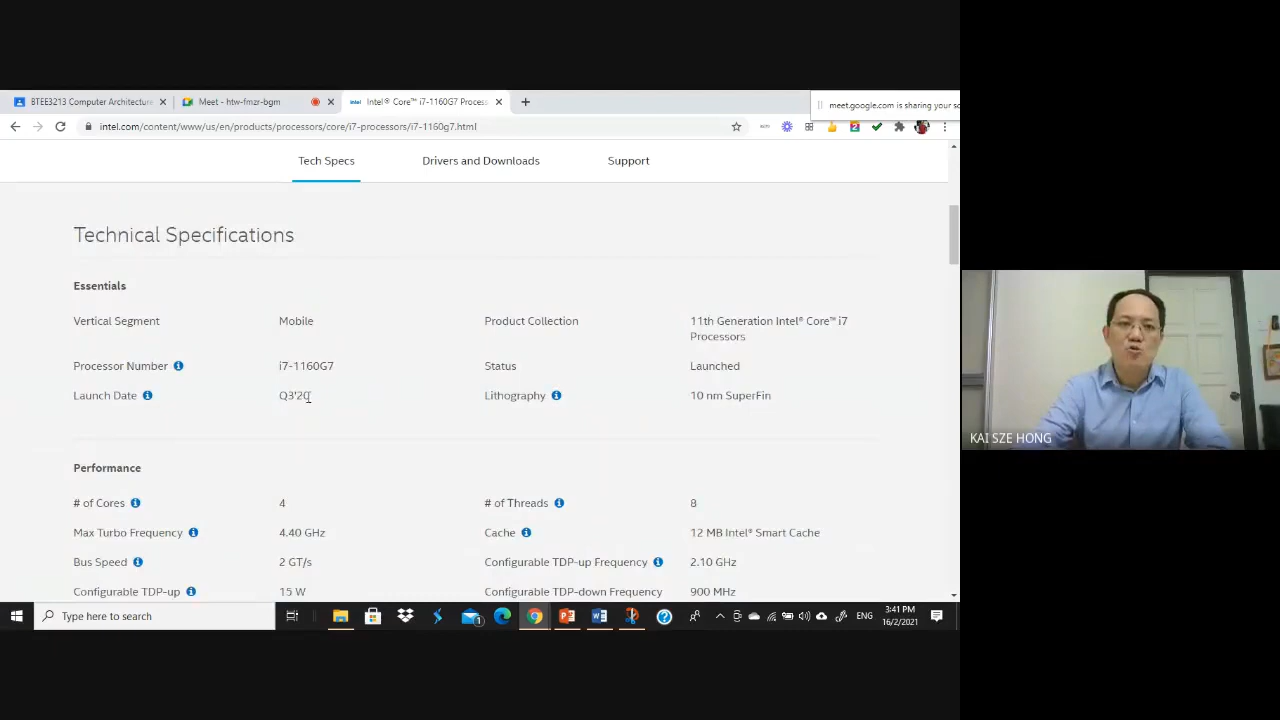 BTEE3213 Computer Architecture
Meet - htw-fmzr-bgm
Intel® Core™ i7-1160G7 Process
meet.google.com is sharing your sc
intel.com/content/www/
en/products/processors/core/i7-processors/i7-1160g7.html
Tech Specs Drivers and Downloads Support
Technical Specifications
Essentials
Vertical Segment Mobile Product Collection 11th Generation Intel® Core™ i7
Processors
Processor Number i7-1160G7 Status Launched
Launch Date Q3'20 Lithography 10 nm SuperFin
KAI SZE HONG
Performance
# of Cores 4 # of Threads 8
Max Turbo Frequency 4.40 GHz Cache 12 MB Intel® Smart Cache
Bus Speed 2 GT/s Configurable TDP-up Frequency 2.10 GHz
Configurable TDP-up 15 W Configurable TDP-down Frequency 900 MHz
Type here to search
ENG
3:41 PM
16/2/2021